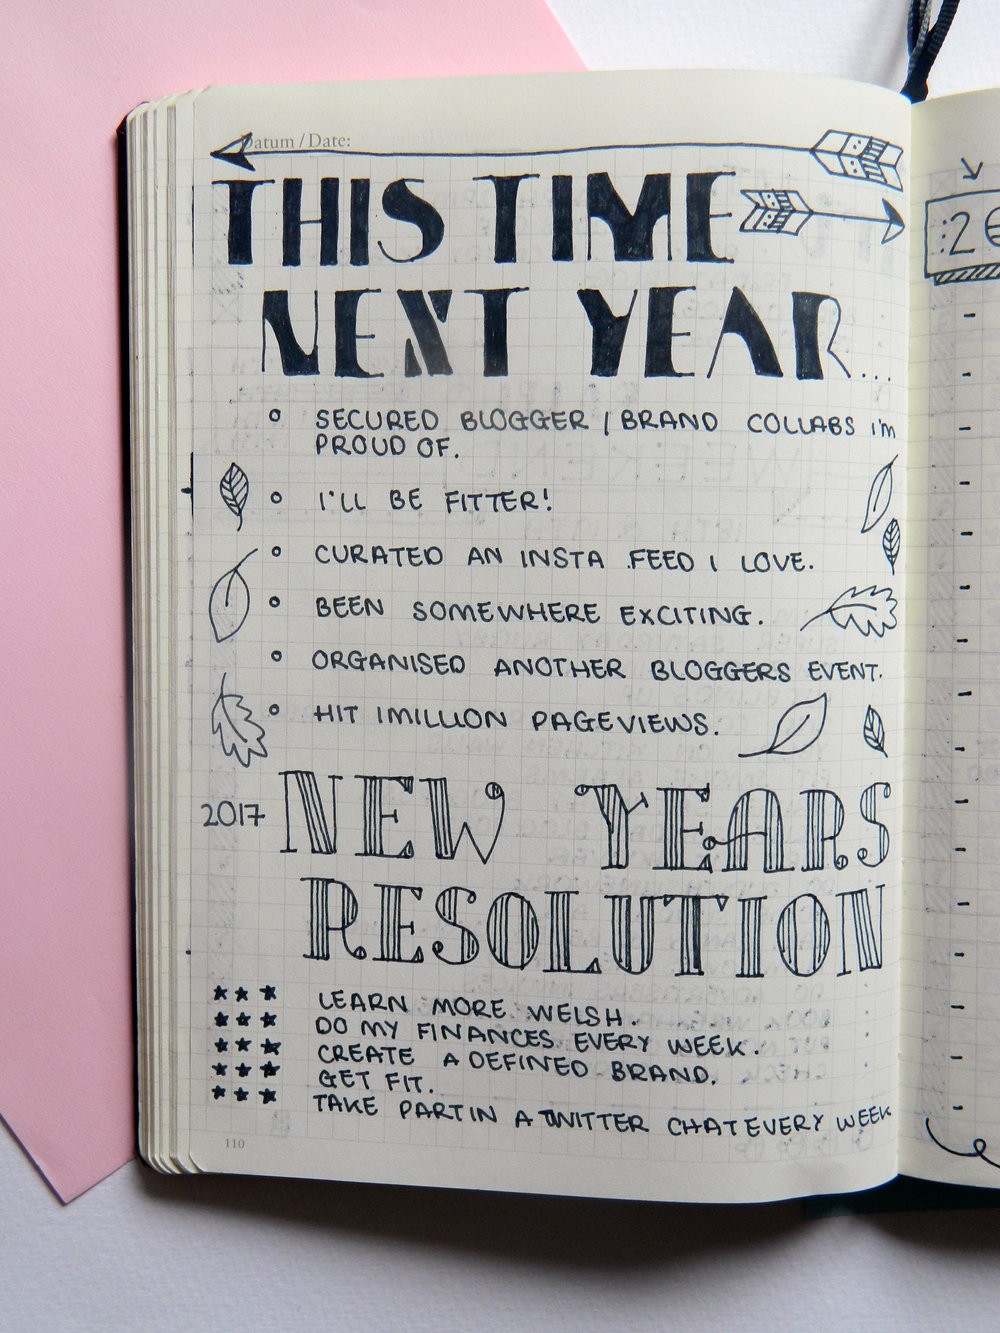 Datum / Date:
THIS TIME
NEXT YEAR...
SECURED BLOGGER / BRAND COLLABS I'm
PROUD OF.
I'LL BE FITTER!
CURATED AN INSTA FEED I LOVE.
BEEN SOMEWHERE EXCITING.
ORGANISED ANOTHER BLOGGERS EVENT.
HIT 1MILLION PAGEVIEWS.
2017 NEW YEARS
RESOLUTION
LEARN MORE WELSH.
DO MY FINANCES EVERY WEEK.
CREATE A DEFINED BRAND.
GET FIT.
TAKE PART IN A TWITTER CHAT EVERY WEEK
110